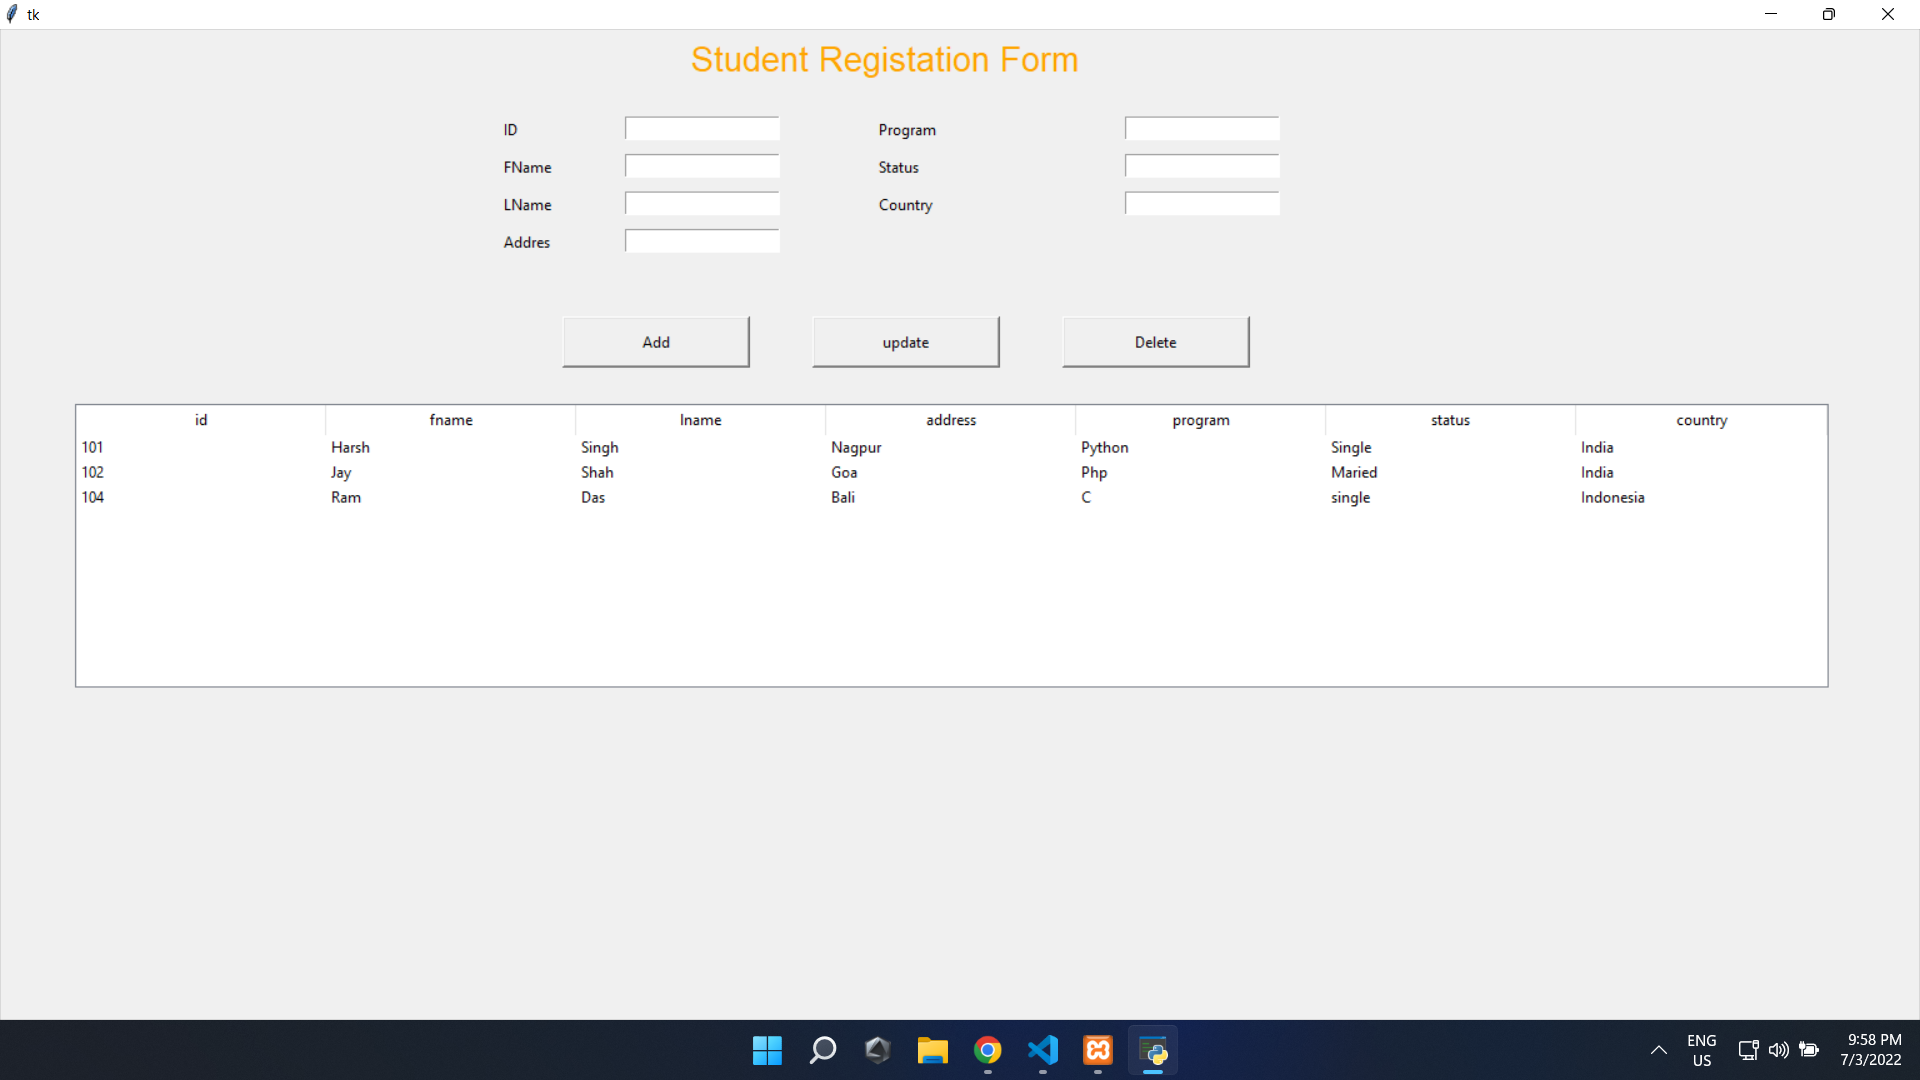 tk
Student Registation Form
ID Program
FName Status
LName Country
Addres
Add update Delete
id fname lname address program status country
101 Harsh Singh Nagpur Python Single India
102 Jay Shah Goa Php Maried India
104 Ram Das Bali C single Indonesia
ENG 9:58 PM
US 7/3/2022